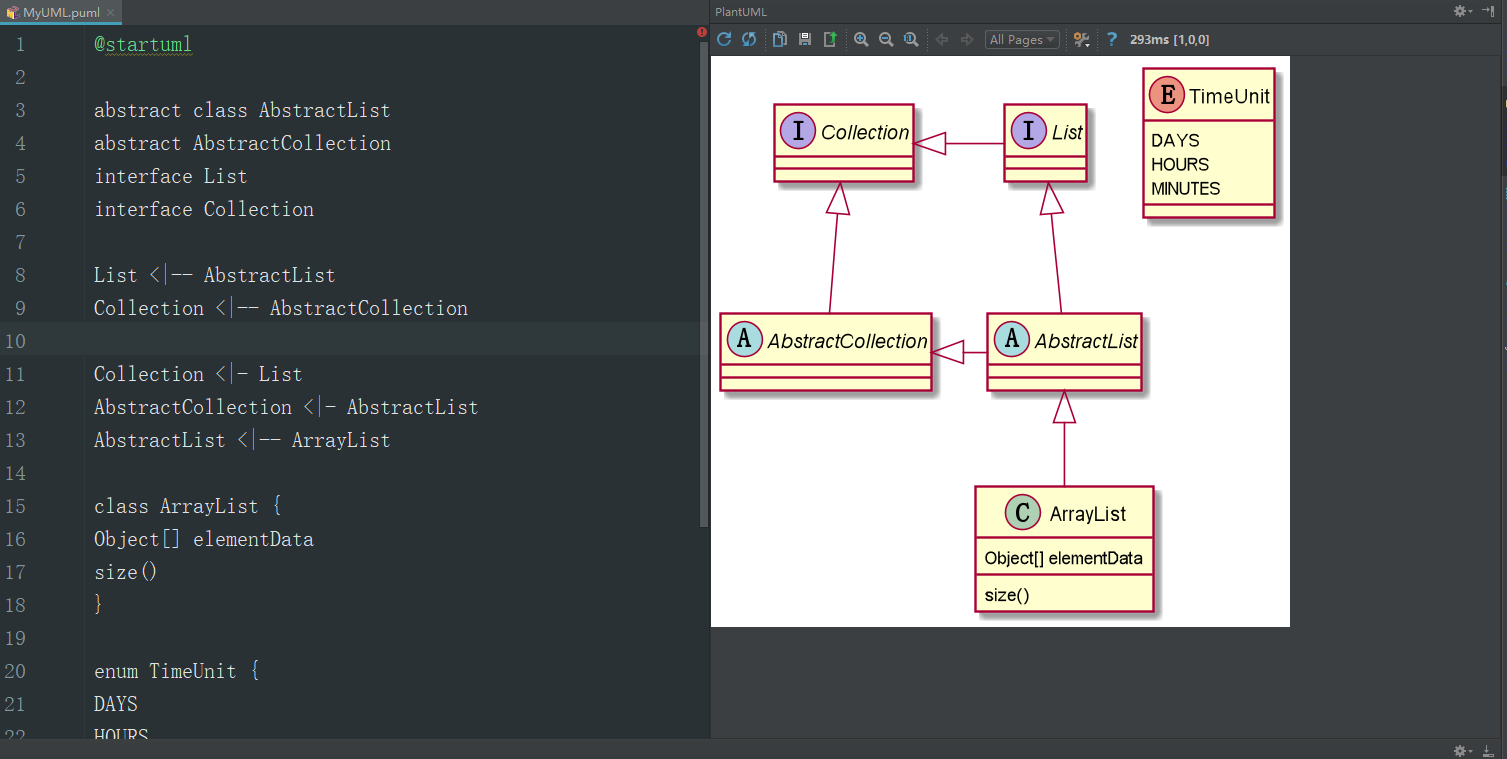 MyUML.puml
1 @startuml
2
3 abstract class AbstractList
4 abstract AbstractCollection
5 interface List
6 interface Collection
7
8 List <|-- AbstractList
9 Collection <|-- AbstractCollection
10
11 Collection <|- List
12 AbstractCollection <|- AbstractList
13 AbstractList <|-- ArrayList
14
15 class ArrayList {
16 Object[] elementData
17 size()
18 }
19
20 enum TimeUnit {
21 DAYS
22 HOURS
PlantUML
1:1 All Pages ? 293ms [1,0,0]
I Collection
I List
E TimeUnit
DAYS
HOURS
MINUTES
A AbstractCollection
A AbstractList
C ArrayList
Object[] elementData
size()